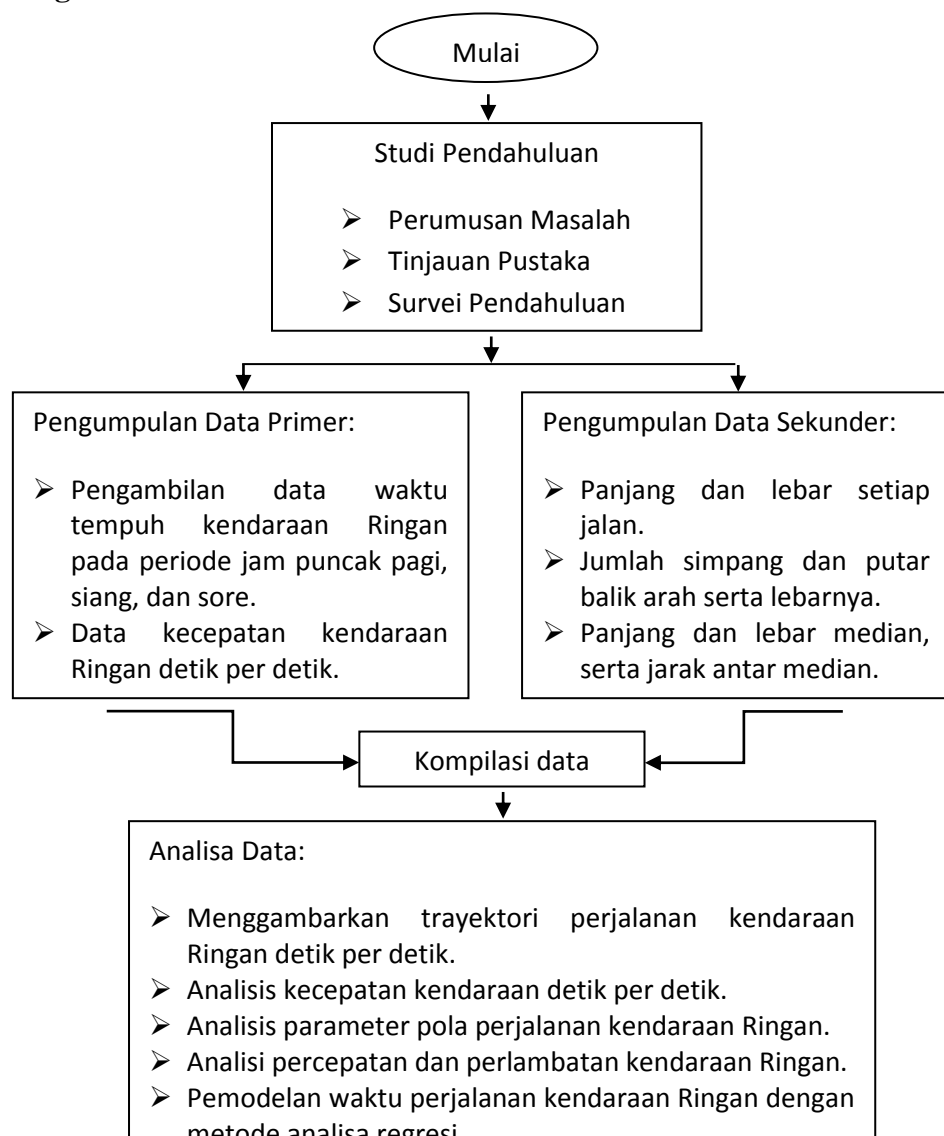 Mulai
Studi Pendahuluan
➢ Perumusan Masalah
➢ Tinjauan Pustaka
➢ Survei Pendahuluan
Pengumpulan Data Primer:
➢ Pengambilan data waktu
tempuh kendaraan Ringan
pada periode jam puncak pagi,
siang, dan sore.
➢ Data kecepatan kendaraan
Ringan detik per detik.
Pengumpulan Data Sekunder:
➢ Panjang dan lebar setiap
jalan.
➢ Jumlah simpang dan putar
balik arah serta lebarnya.
➢ Panjang dan lebar median,
serta jarak antar median.
Kompilasi data
Analisa Data:
➢ Menggambarkan trayektori perjalanan kendaraan
Ringan detik per detik.
➢ Analisis kecepatan kendaraan detik per detik.
➢ Analisis parameter pola perjalanan kendaraan Ringan.
➢ Analisi percepatan dan perlambatan kendaraan Ringan.
➢ Pemodelan waktu perjalanan kendaraan Ringan dengan
metode analisa regresi